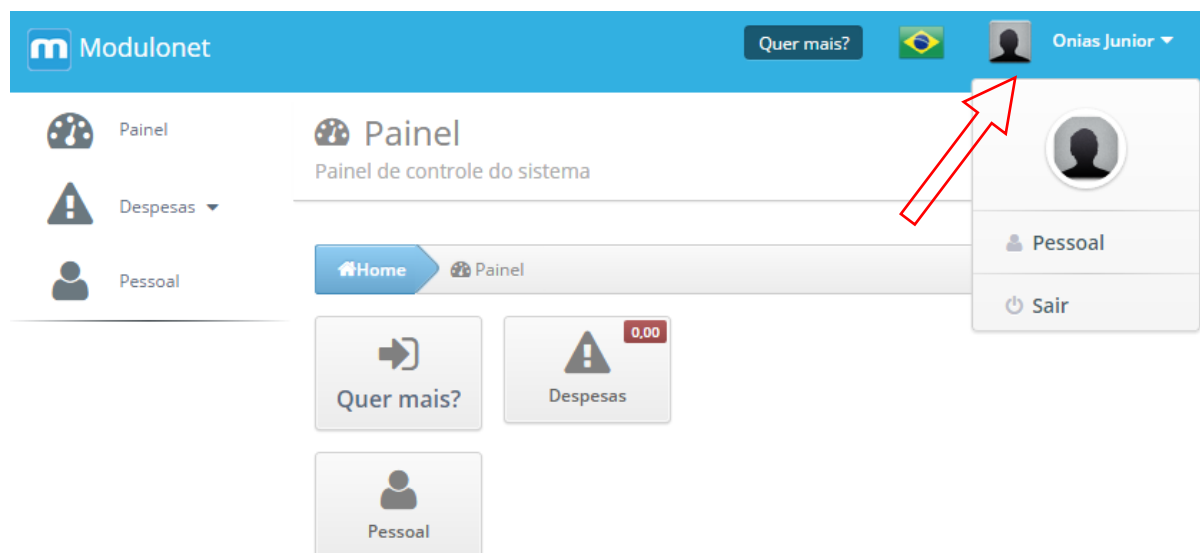 m Modulonet
Quer mais?
Onias Junior
Painel
Despesas
Pessoal
Painel
Painel de controle do sistema
Home
Painel
Pessoal
Sair
Quer mais?
0,00
Despesas
Pessoal